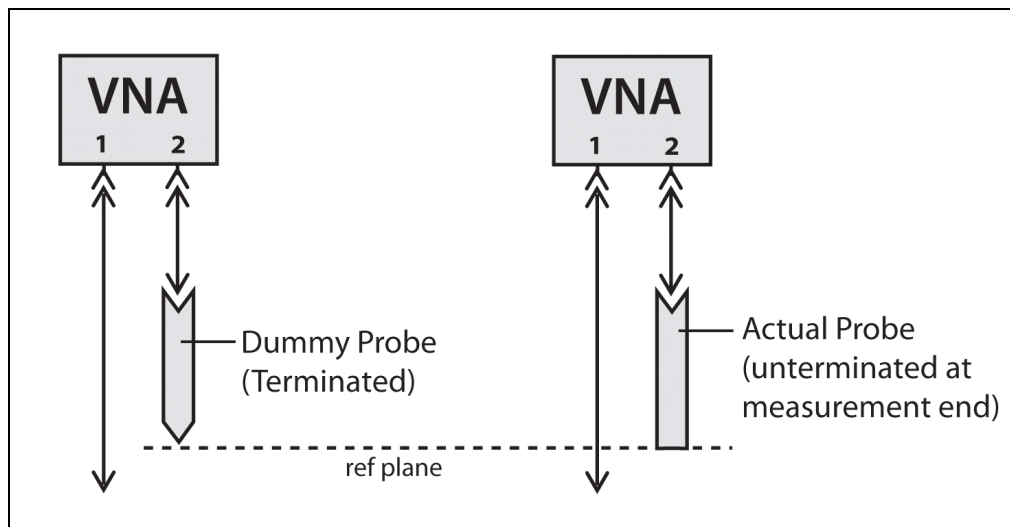 VNA
1 2
Dummy Probe
(Terminated)
VNA
1 2
Actual Probe
(unterminated at
measurement end)
ref plane